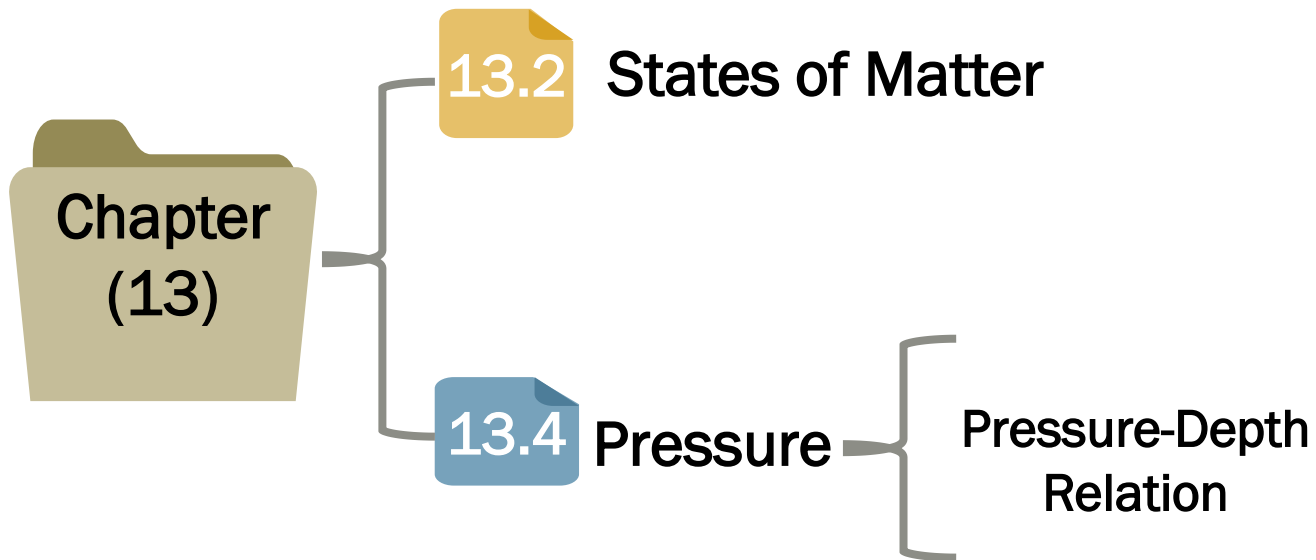 Chapter
(13)
13.2
States of Matter
13.4
Pressure
Pressure-Depth
Relation